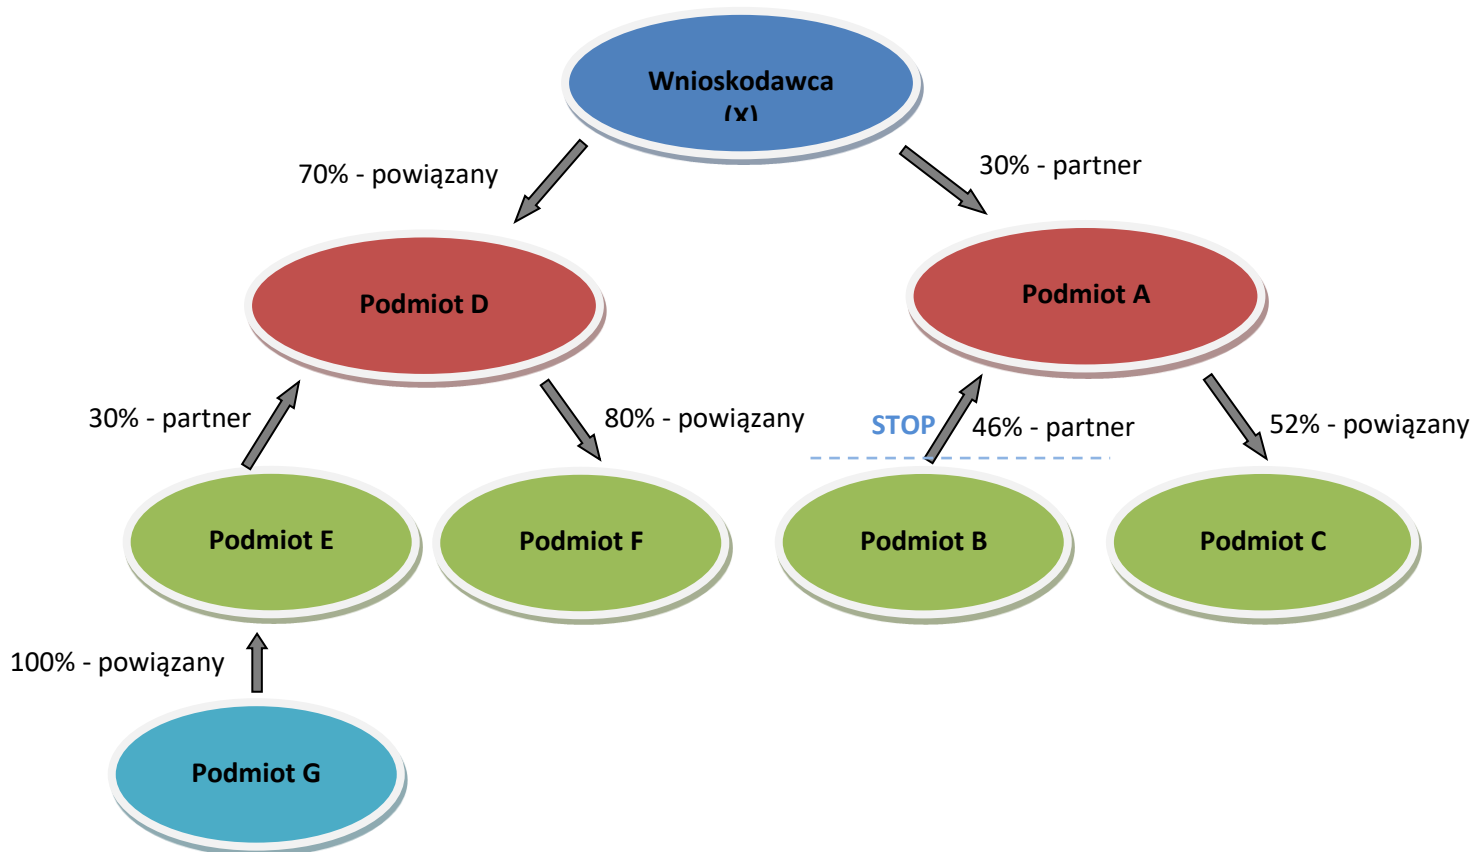 Wnioskodawca
(X)
70% - powiązany
30% - partner
Podmiot D
Podmiot A
30% - partner
80% - powiązany
STOP
46% - partner
52% - powiązany
Podmiot E
Podmiot F
Podmiot B
Podmiot C
100% - powiązany
Podmiot G